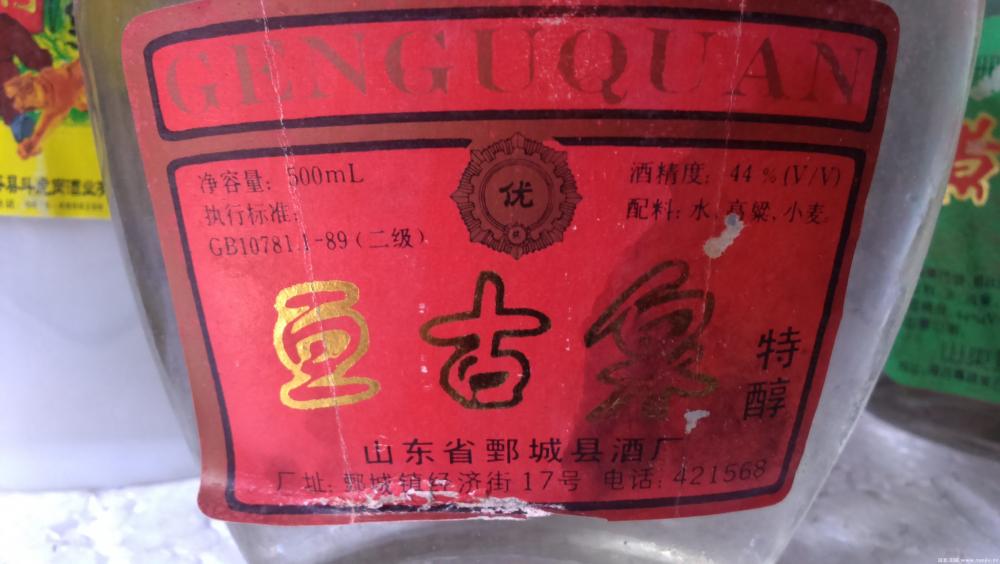 GENGUQUAN
净容量: 500mL
酒精度: 44 %(V/V)
优
执行标准:
配料: 水、高粱、小麦
GB10781.1-89(二级)
亘古泉
特醇
山东省鄄城县酒厂
厂址: 鄄城镇经济街17号 电话: 421568